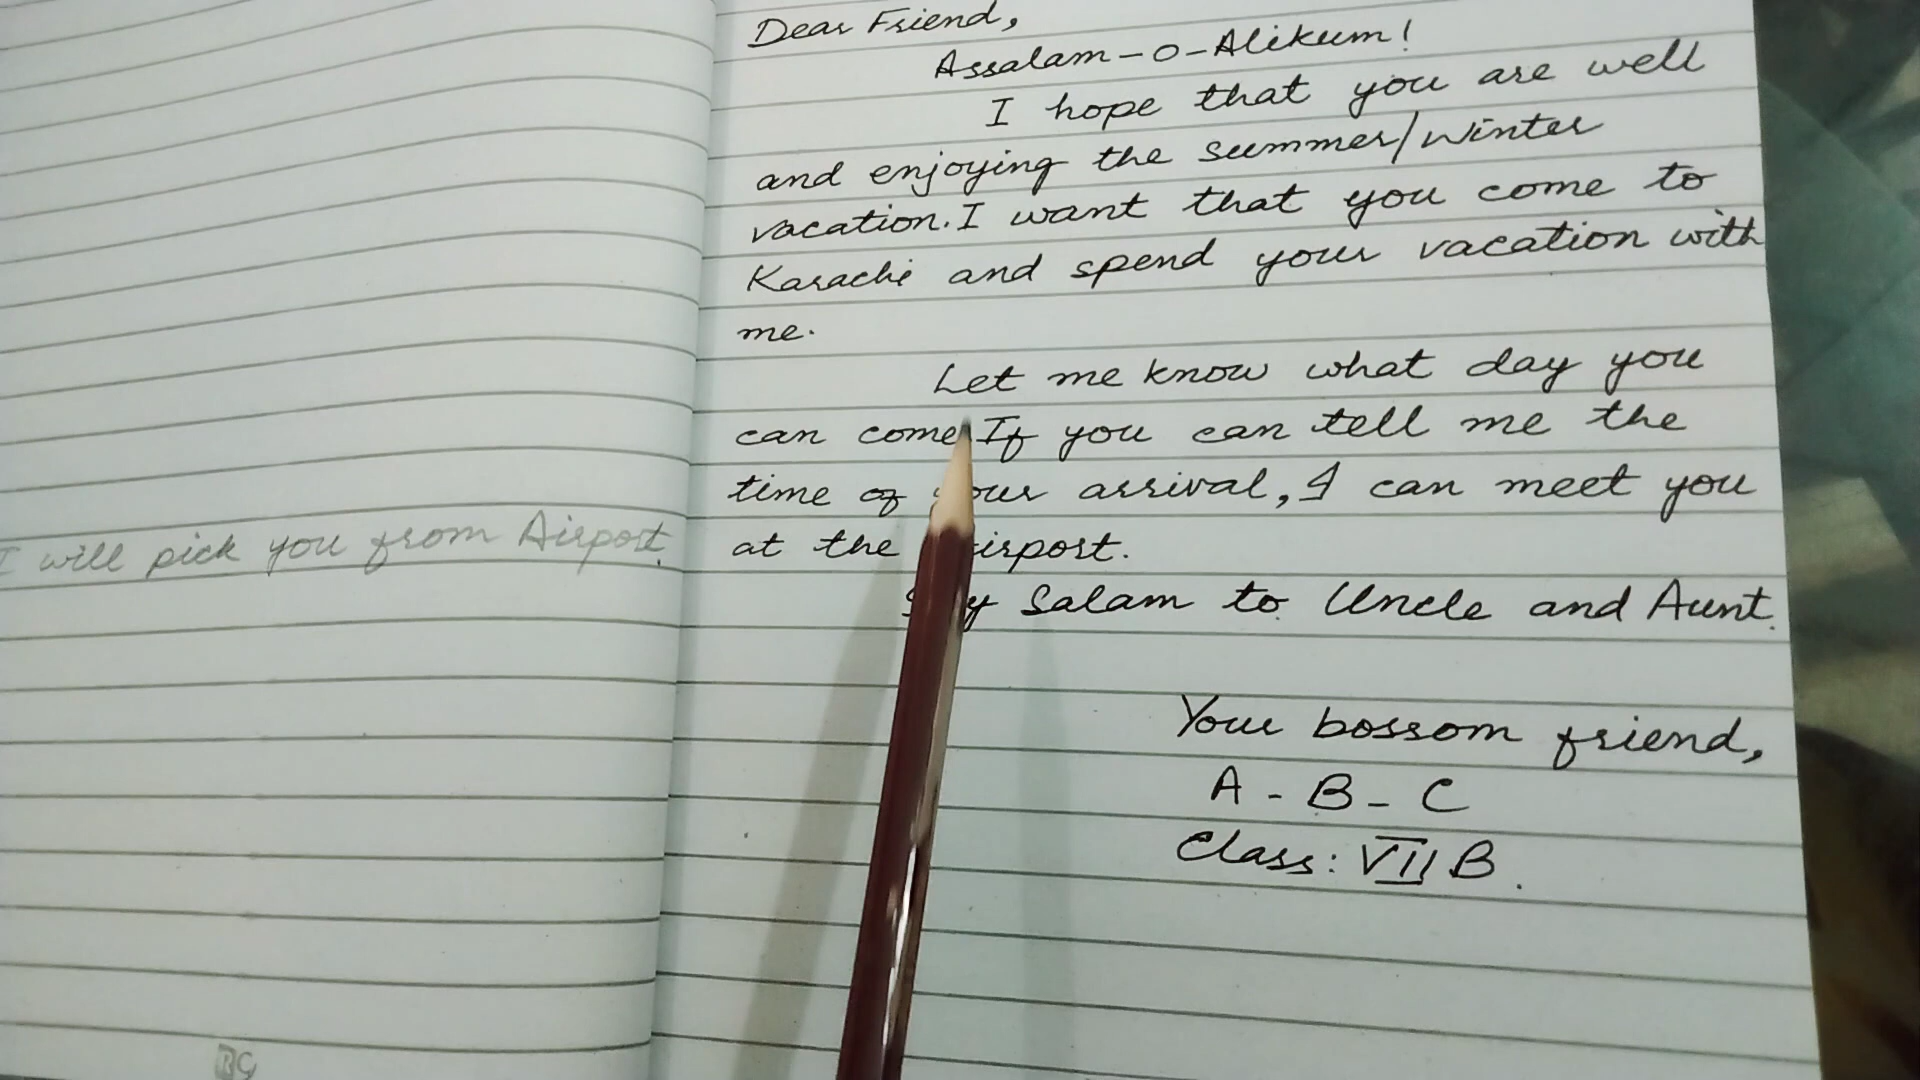 Dear Friend,
Assalam-o-Alikum!
I hope that you are well
and enjoying the summer/winter
vacation. I want that you come to
Karachi and spend your vacation with
me.
Let me know what day you
can come. If you can tell me the
time of your arrival, I can meet you
at the airport.
Say Salam to Uncle and Aunt.
Your bossom friend,
A-B-C
Class: VII B.
I will pick you from Airport.
RG